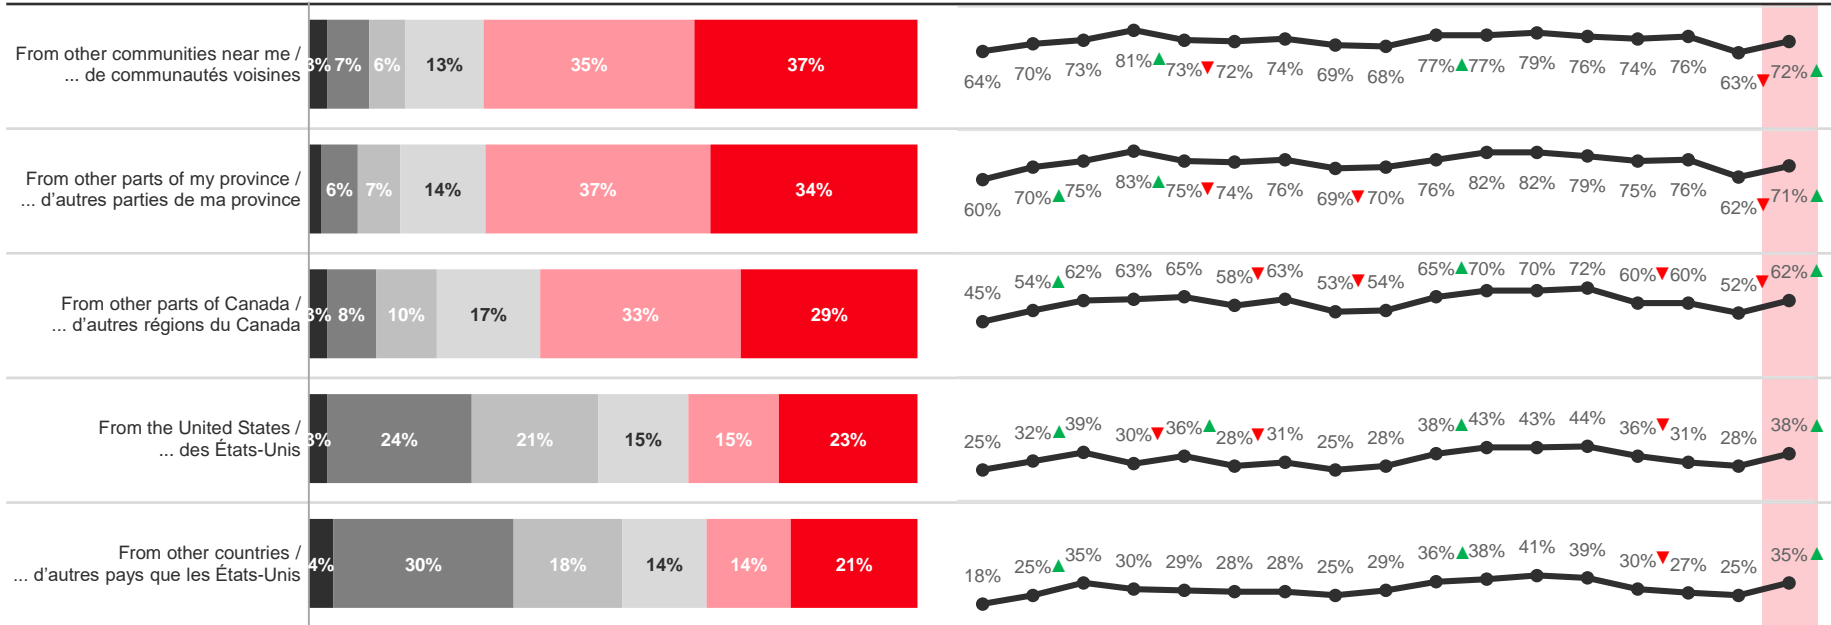 From other communities near me /
... de communautés voisines
3% 7% 6% 13% 35% 37%
64% 70% 73% 81% 73% 72% 74% 69% 68% 77% 77% 79% 76% 74% 76% 63% 72%
From other parts of my province /
... d'autres parties de ma province
6% 7% 14% 37% 34%
60% 70% 75% 83% 75% 74% 76% 69% 70% 76% 82% 82% 79% 75% 76% 62% 71%
From other parts of Canada /
... d'autres régions du Canada
3% 8% 10% 17% 33% 29%
45% 54% 62% 63% 65% 58% 63% 53% 54% 65% 70% 70% 72% 60% 60% 52% 62%
From the United States /
... des États-Unis
3% 24% 21% 15% 15% 23%
25% 32% 39% 30% 36% 28% 31% 25% 28% 38% 43% 43% 44% 36% 31% 28% 38%
From other countries /
... d'autres pays que les États-Unis
4% 30% 18% 14% 14% 21%
18% 25% 35% 30% 29% 28% 28% 25% 29% 36% 38% 41% 39% 30% 27% 25% 35%